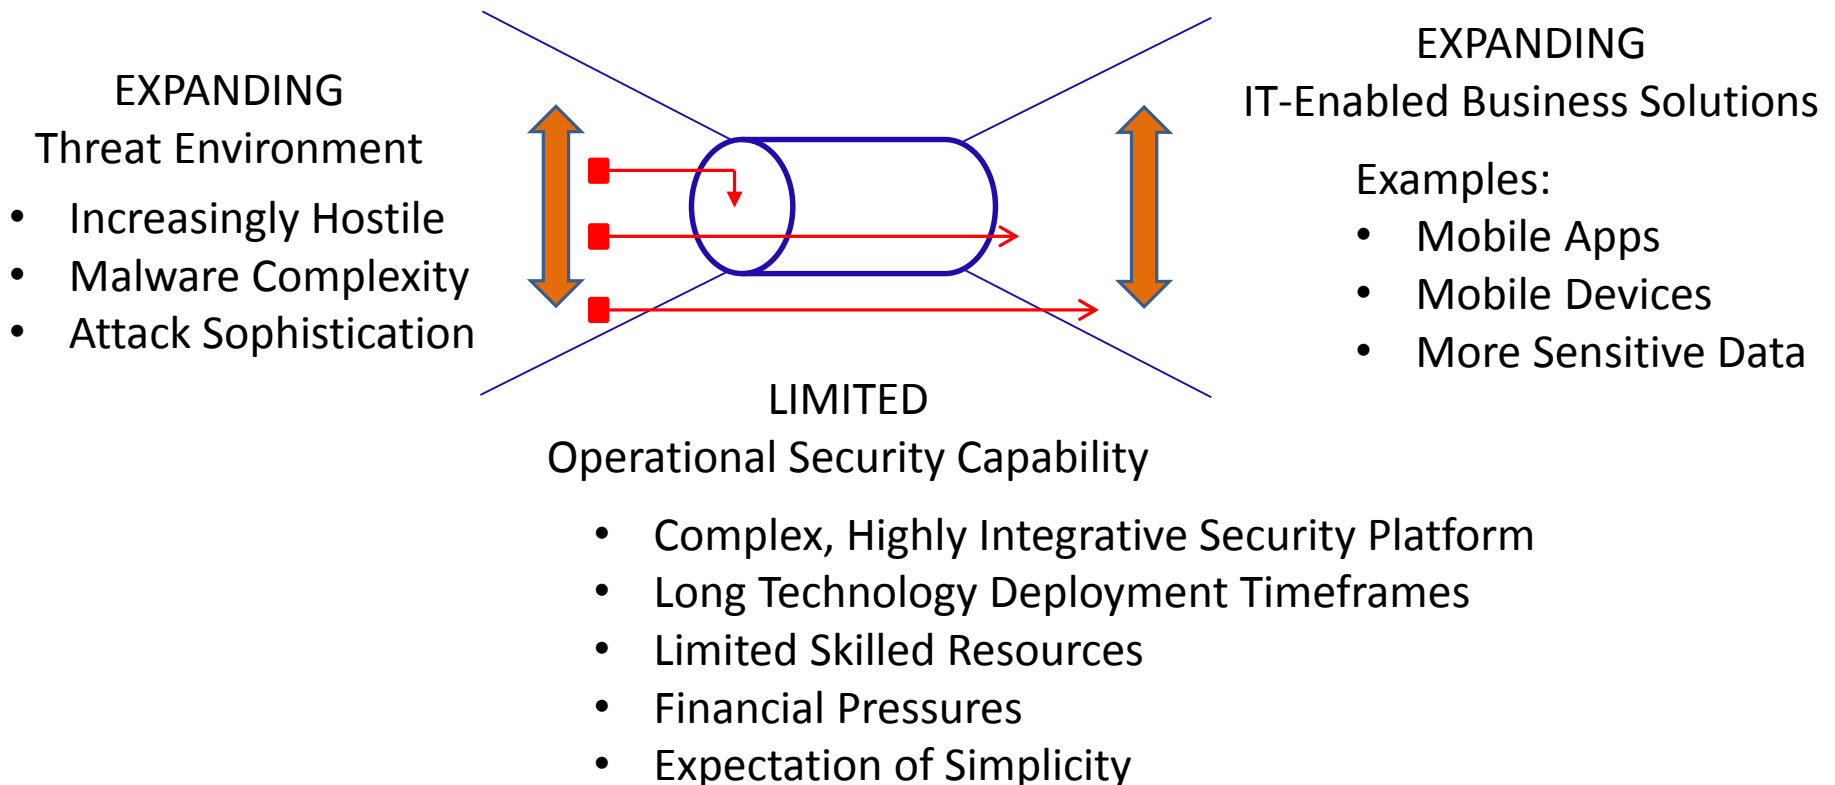 EXPANDING
Threat Environment
• Increasingly Hostile
• Malware Complexity
• Attack Sophistication
EXPANDING
IT-Enabled Business Solutions
Examples:
• Mobile Apps
• Mobile Devices
• More Sensitive Data
LIMITED
Operational Security Capability
• Complex, Highly Integrative Security Platform
• Long Technology Deployment Timeframes
• Limited Skilled Resources
• Financial Pressures
• Expectation of Simplicity